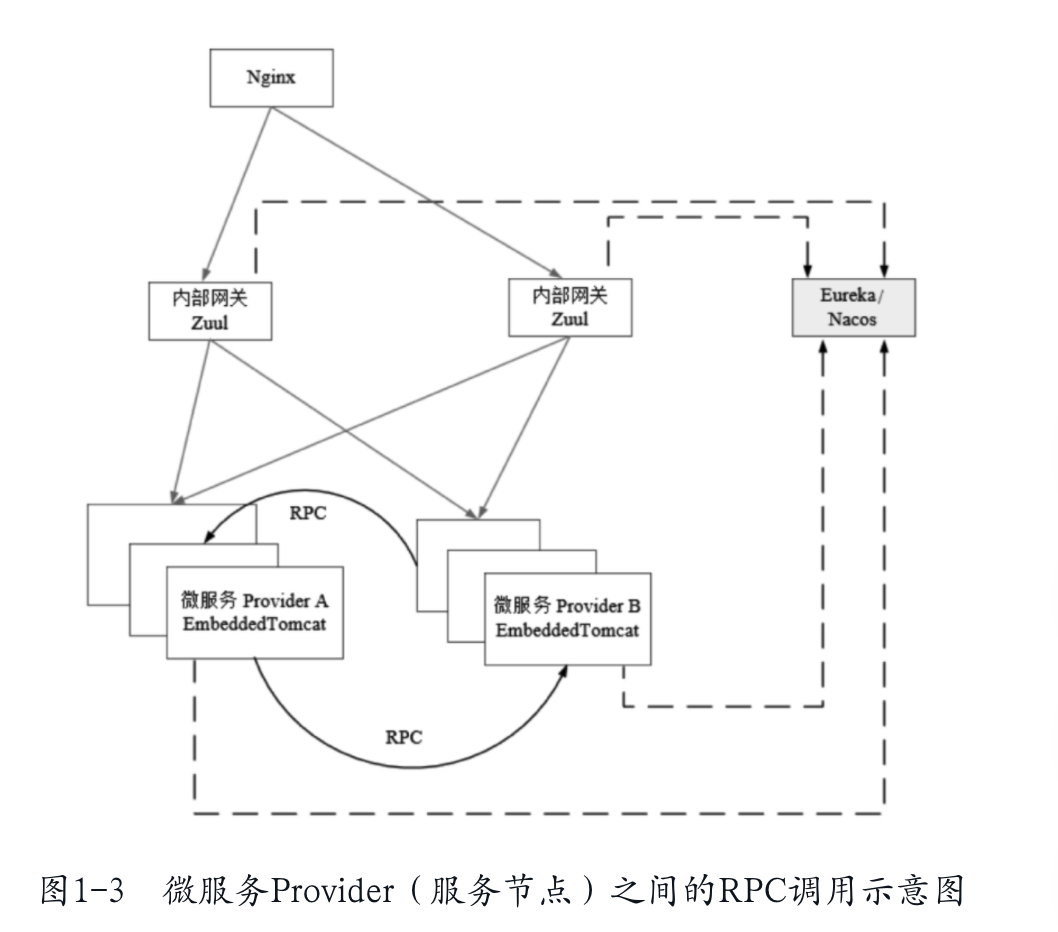 Nginx
内部网关
Zuul
内部网关
Zuul
Eureka/
Nacos
RPC
微服务 Provider A
EmbeddedTomcat
微服务 Provider B
EmbeddedTomcat
RPC
图1-3 微服务Provider（服务节点）之间的RPC调用示意图